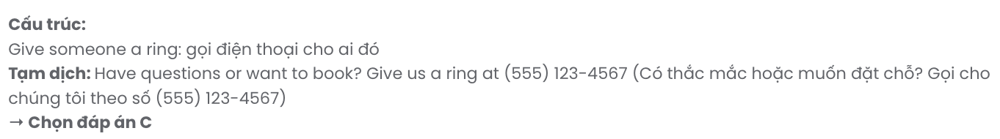 Cấu trúc:
Give someone a ring: gọi điện thoại cho ai đó
Tạm dịch: Have questions or want to book? Give us a ring at (555) 123-4567 (Có thắc mắc hoặc muốn đặt chỗ? Gọi cho
chúng tôi theo số (555) 123-4567)
→ Chọn đáp án C